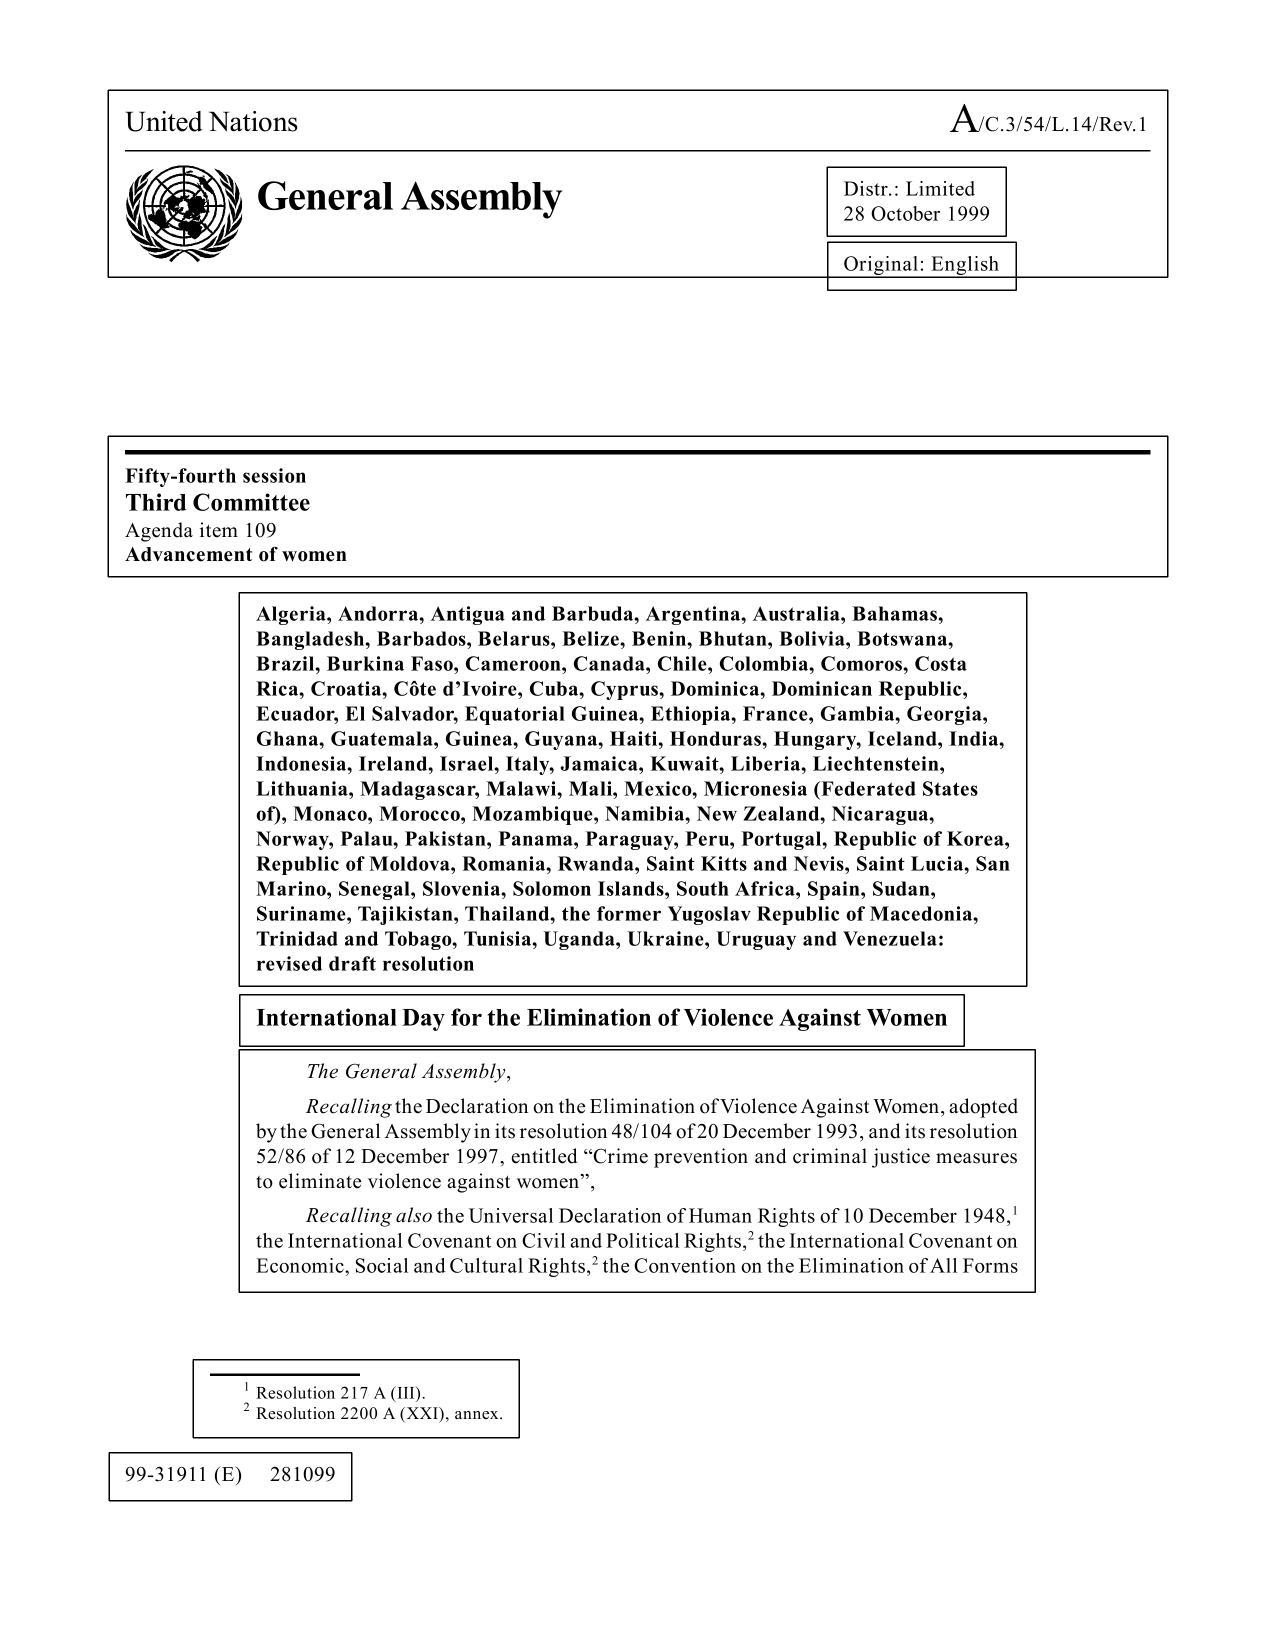 United Nations A/C.3/54/L.14/Rev.1
General Assembly
Distr.: Limited
28 October 1999
Original: English
Fifty-fourth session
Third Committee
Agenda item 109
Advancement of women
Algeria, Andorra, Antigua and Barbuda, Argentina, Australia, Bahamas,
Bangladesh, Barbados, Belarus, Belize, Benin, Bhutan, Bolivia, Botswana,
Brazil, Burkina Faso, Cameroon, Canada, Chile, Colombia, Comoros, Costa
Rica, Croatia, Côte d’Ivoire, Cuba, Cyprus, Dominica, Dominican Republic,
Ecuador, El Salvador, Equatorial Guinea, Ethiopia, France, Gambia, Georgia,
Ghana, Guatemala, Guinea, Guyana, Haiti, Honduras, Hungary, Iceland, India,
Indonesia, Ireland, Israel, Italy, Jamaica, Kuwait, Liberia, Liechtenstein,
Lithuania, Madagascar, Malawi, Mali, Mexico, Micronesia (Federated States
of), Monaco, Morocco, Mozambique, Namibia, New Zealand, Nicaragua,
Norway, Palau, Pakistan, Panama, Paraguay, Peru, Portugal, Republic of Korea,
Republic of Moldova, Romania, Rwanda, Saint Kitts and Nevis, Saint Lucia, San
Marino, Senegal, Slovenia, Solomon Islands, South Africa, Spain, Sudan,
Suriname, Tajikistan, Thailand, the former Yugoslav Republic of Macedonia,
Trinidad and Tobago, Tunisia, Uganda, Ukraine, Uruguay and Venezuela:
revised draft resolution
International Day for the Elimination of Violence Against Women
The General Assembly,
Recalling the Declaration on the Elimination of Violence Against Women, adopted
by the General Assembly in its resolution 48/104 of 20 December 1993, and its resolution
52/86 of 12 December 1997, entitled “Crime prevention and criminal justice measures
to eliminate violence against women”,
Recalling also the Universal Declaration of Human Rights of 10 December 1948,1
the International Covenant on Civil and Political Rights,2 the International Covenant on
Economic, Social and Cultural Rights,2 the Convention on the Elimination of All Forms
1 Resolution 217 A (III).
2 Resolution 2200 A (XXI), annex.
99-31911 (E) 281099